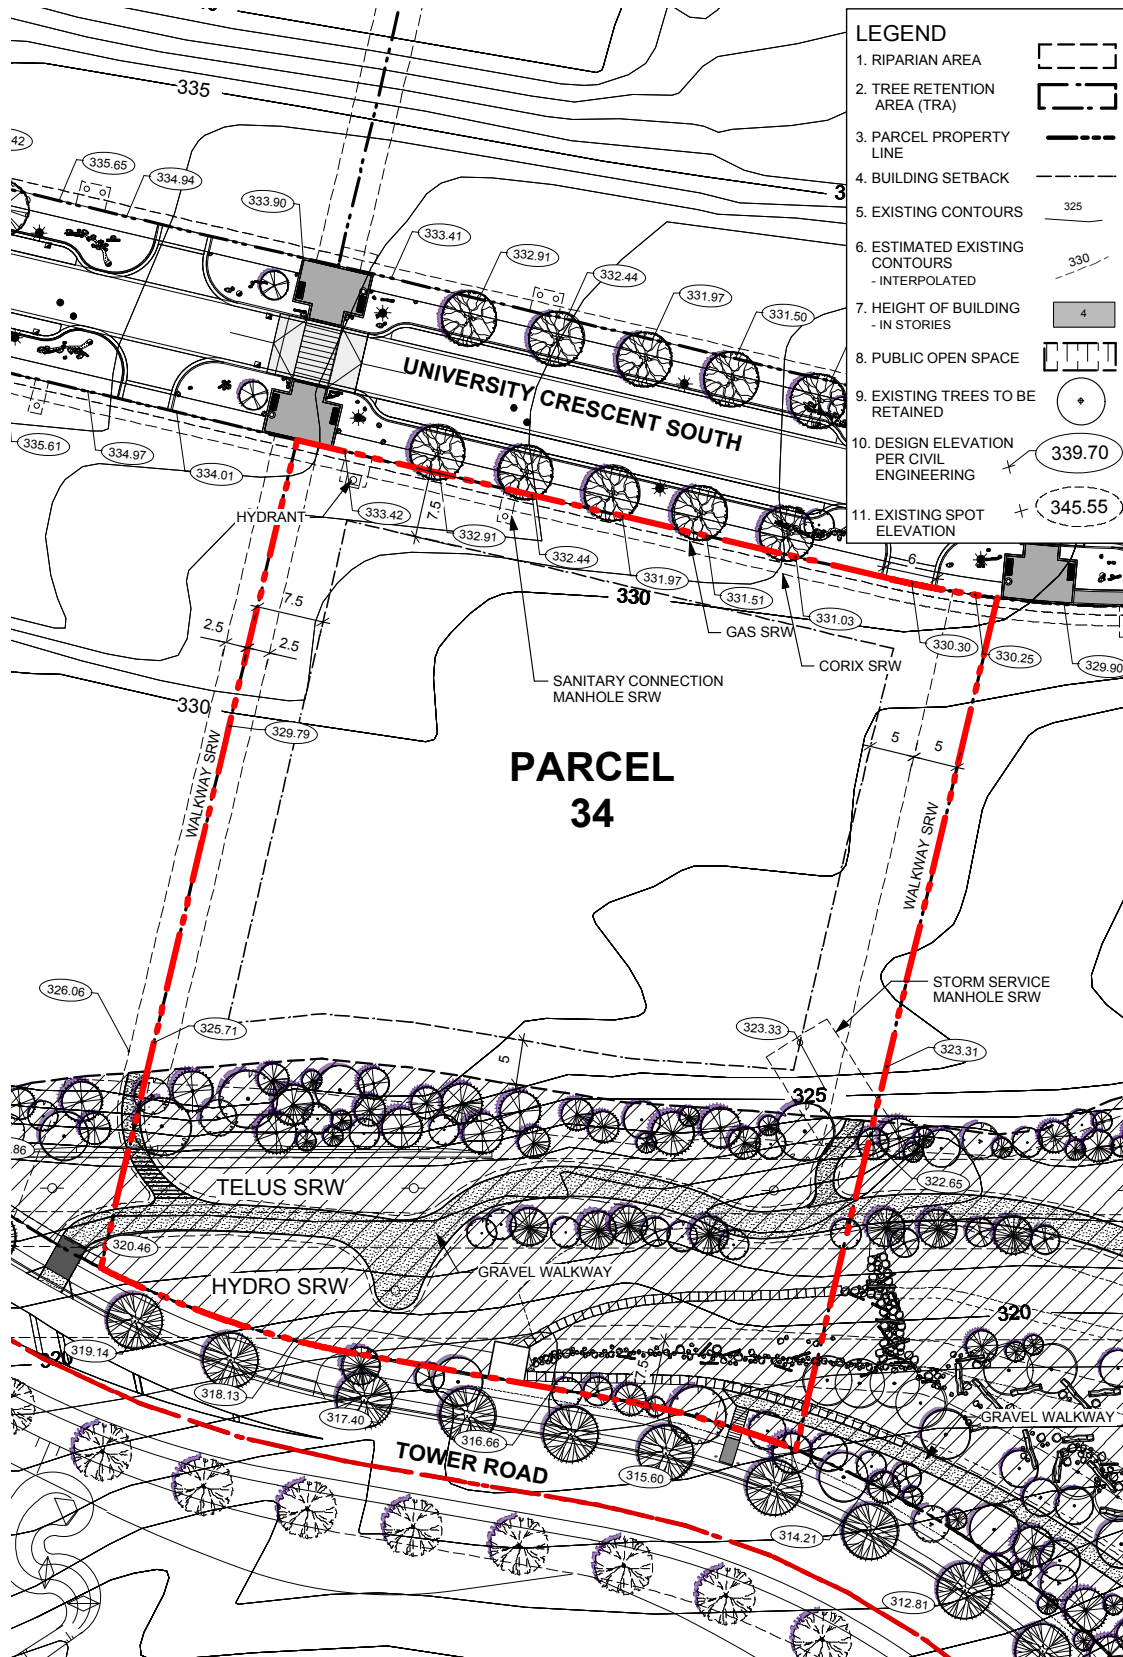 LEGEND
1. RIPARIAN AREA
2. TREE RETENTION
AREA (TRA)
3. PARCEL PROPERTY
LINE
4. BUILDING SETBACK
5. EXISTING CONTOURS
325
6. ESTIMATED EXISTING
CONTOURS
- INTERPOLATED
330
7. HEIGHT OF BUILDING
- IN STORIES
4
8. PUBLIC OPEN SPACE
9. EXISTING TREES TO BE
RETAINED
10. DESIGN ELEVATION
PER CIVIL
ENGINEERING
339.70
11. EXISTING SPOT
ELEVATION
345.55
335
42
335.65
334.94
333.90
333.41
332.91
332.44
331.97
331.50
UNIVERSITY CRESCENT SOUTH
335.61
334.97
334.01
HYDRANT
333.42
7.5
332.91
332.44
331.97
331.51
331.03
6
330.30
330.25
329.90
330
GAS SRW
CORIX SRW
SANITARY CONNECTION
MANHOLE SRW
7.5
2.5
2.5
330
329.79
WALKWAY SRW
PARCEL
34
5
5
WALKWAY SRW
STORM SERVICE
MANHOLE SRW
326.06
325.71
323.33
323.31
5
325
86
TELUS SRW
322.65
320.46
HYDRO SRW
GRAVEL WALKWAY
320
319.14
320
318.13
317.40
316.66
7.5
315.60
GRAVEL WALKWAY
TOWER ROAD
314.21
312.81